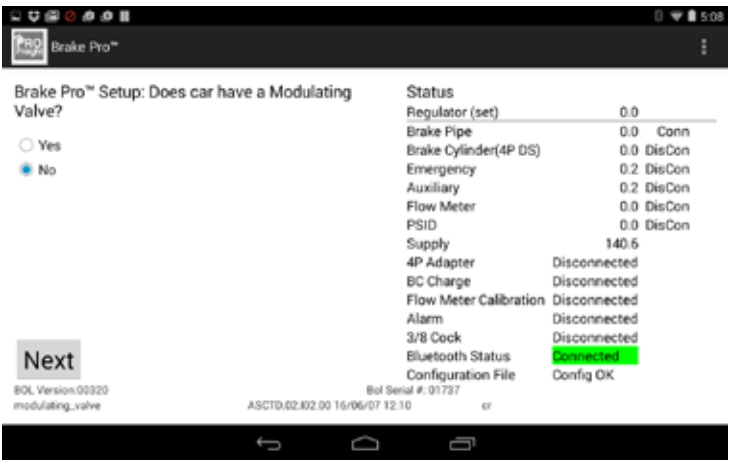 5:08
Brake Pro™
Brake Pro™ Setup: Does car have a Modulating
Valve?
Yes
No
Next
BOL Version:00320
modulating_valve
Status
Regulator (set) 0.0
Brake Pipe 0.0 Conn
Brake Cylinder(4P DS) 0.0 DisCon
Emergency 0.2 DisCon
Auxiliary 0.2 DisCon
Flow Meter 0.0 DisCon
PSID 0.0 DisCon
Supply 140.6
4P Adapter Disconnected
BC Charge Disconnected
Flow Meter Calibration Disconnected
Alarm Disconnected
3/8 Cock Disconnected
Bluetooth Status Connected
Configuration File Config OK
Bol Serial #: 01737
16/06/07 12:10 cr